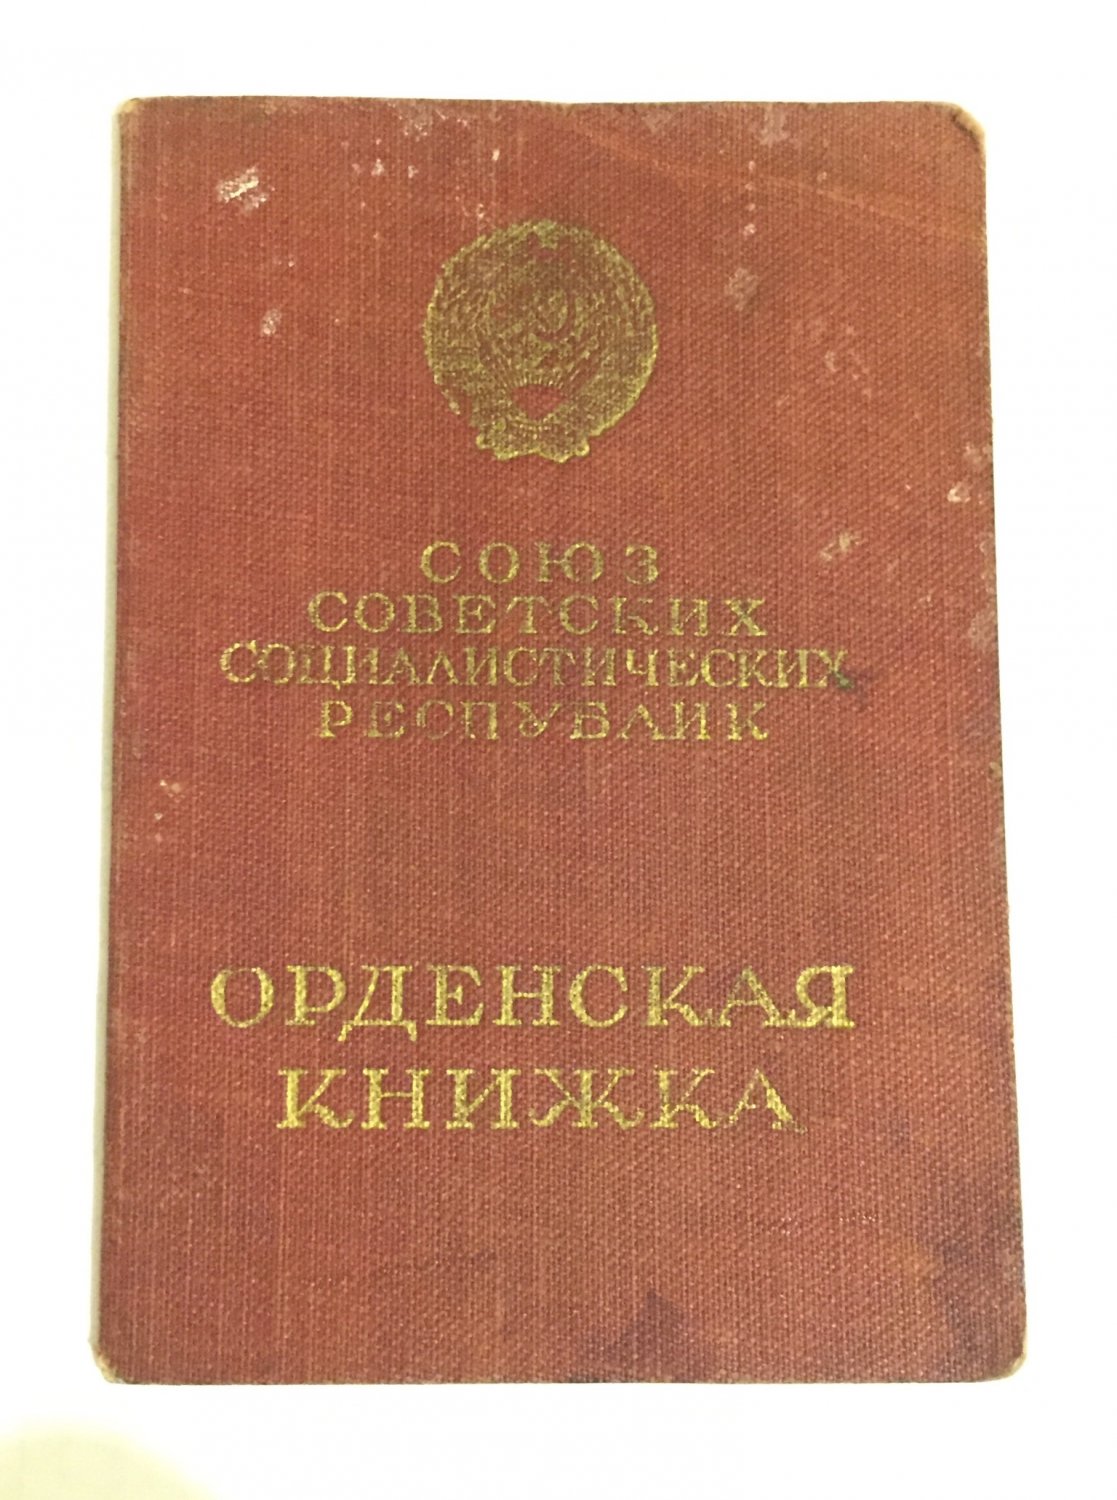 СОЮЗ
СОВЕТСКИХ
СОЦИАЛИСТИЧЕСКИХ
РЕСПУБЛИК
ОРДЕНСКАЯ
КНИЖКА